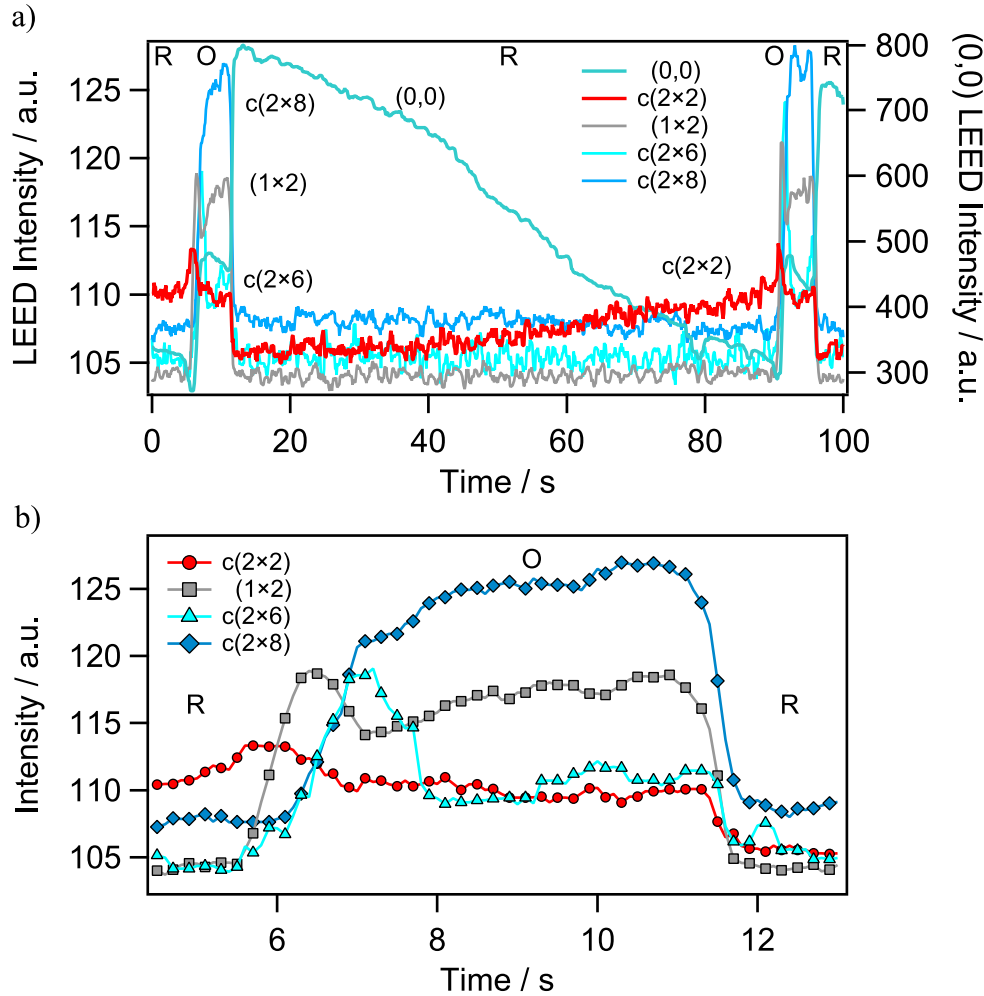 a)
R O R O R
(0,0)
c(2×2)
(1×2)
c(2×6)
c(2×8)
c(2×8)
(0,0)
(1×2)
c(2×6)
c(2×2)
125
120
115
110
105
LEED Intensity / a.u.
800
700
600
500
400
300
(0,0) LEED Intensity / a.u.
0 20 40 60 80 100
Time / s
b)
c(2×2)
(1×2)
c(2×6)
c(2×8)
O
R
R
125
120
115
110
105
Intensity / a.u.
6 8 10 12
Time / s